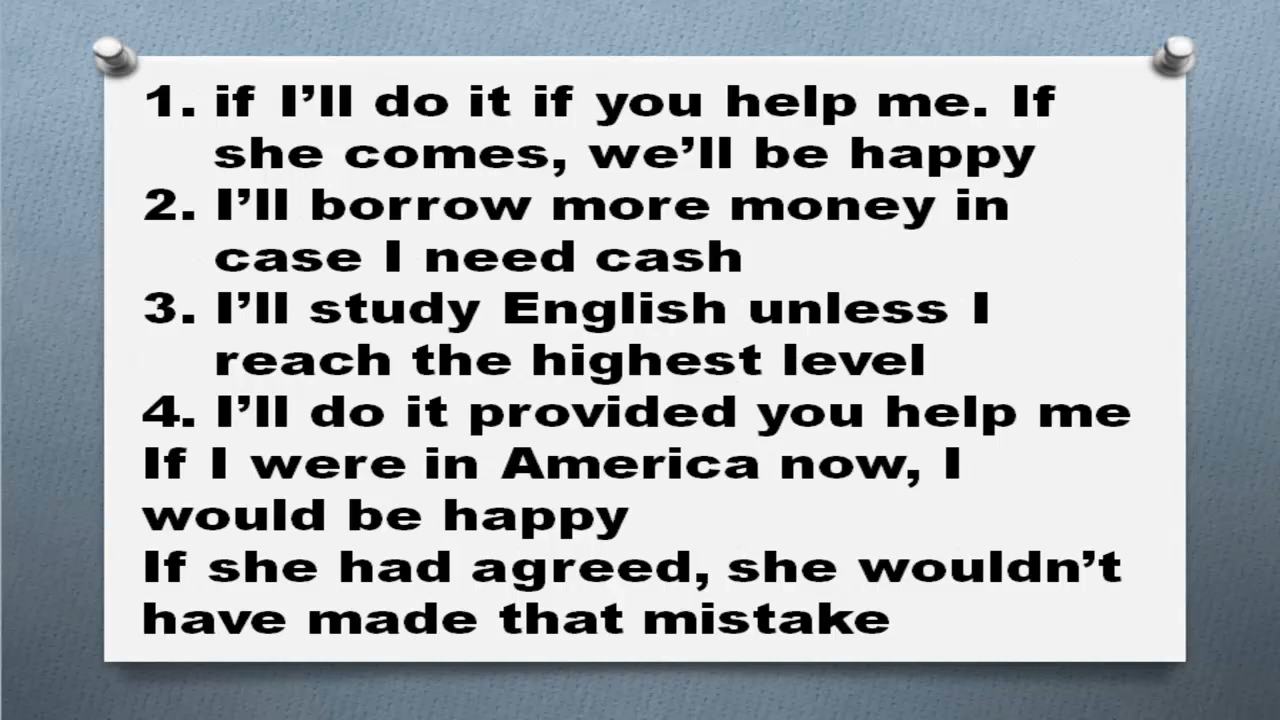 1. if I’ll do it if you help me. If
she comes, we’ll be happy
2. I’ll borrow more money in
case I need cash
3. I’ll study English unless I
reach the highest level
4. I’ll do it provided you help me
If I were in America now, I
would be happy
If she had agreed, she wouldn’t
have made that mistake